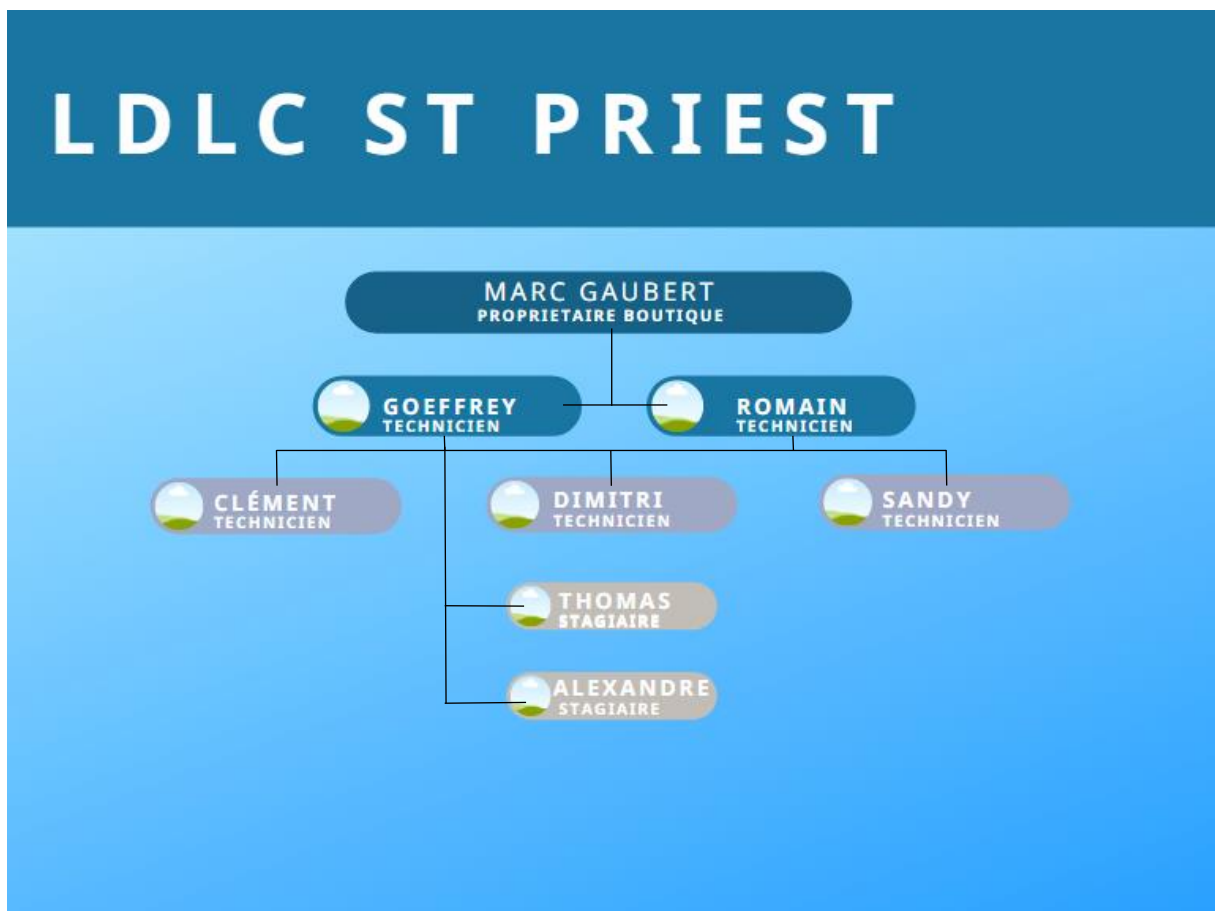 LDLC ST PRIEST
MARC GAUBERT
PROPRIETAIRE BOUTIQUE
GOEFFREY
TECHNICIEN
ROMAIN
TECHNICIEN
CLÉMENT
TECHNICIEN
DIMITRI
TECHNICIEN
SANDY
TECHNICIEN
THOMAS
STAGIAIRE
ALEXANDRE
STAGIAIRE